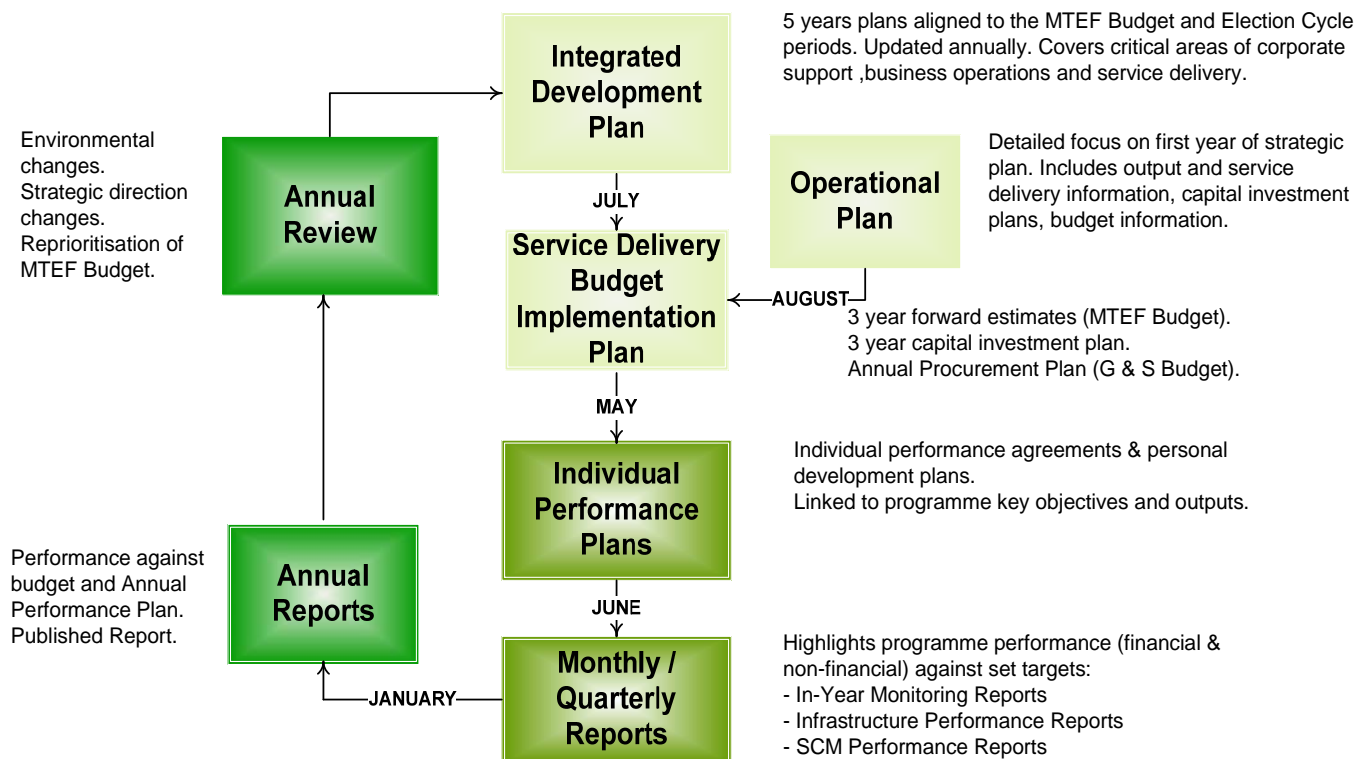 Integrated
Development
Plan
5 years plans aligned to the MTEF Budget and Election Cycle
periods. Updated annually. Covers critical areas of corporate
support ,business operations and service delivery.
Environmental
changes.
Strategic direction
changes.
Reprioritisation of
MTEF Budget.
Annual
Review
JULY
Operational
Plan
Detailed focus on first year of strategic
plan. Includes output and service
delivery information, capital investment
plans, budget information.
Service Delivery
Budget
Implementation
Plan
AUGUST
3 year forward estimates (MTEF Budget).
3 year capital investment plan.
Annual Procurement Plan (G & S Budget).
MAY
Individual
Performance
Plans
Individual performance agreements & personal
development plans.
Linked to programme key objectives and outputs.
Performance against
budget and Annual
Performance Plan.
Published Report.
Annual
Reports
JUNE
Monthly /
Quarterly
Reports
JANUARY
Highlights programme performance (financial &
non-financial) against set targets:
- In-Year Monitoring Reports
- Infrastructure Performance Reports
- SCM Performance Reports